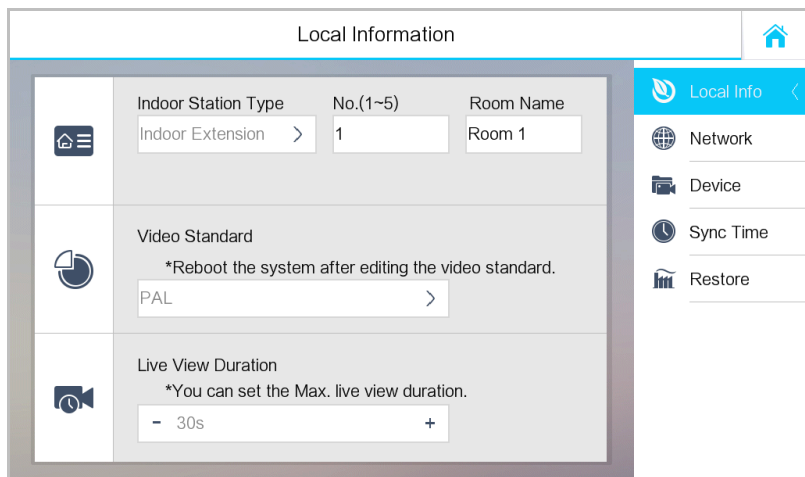 Local Information
Indoor Station Type No.(1~5) Room Name
Indoor Extension 1 Room 1
Video Standard
*Reboot the system after editing the video standard.
PAL
Live View Duration
*You can set the Max. live view duration.
- 30s +
Local Info
Network
Device
Sync Time
Restore